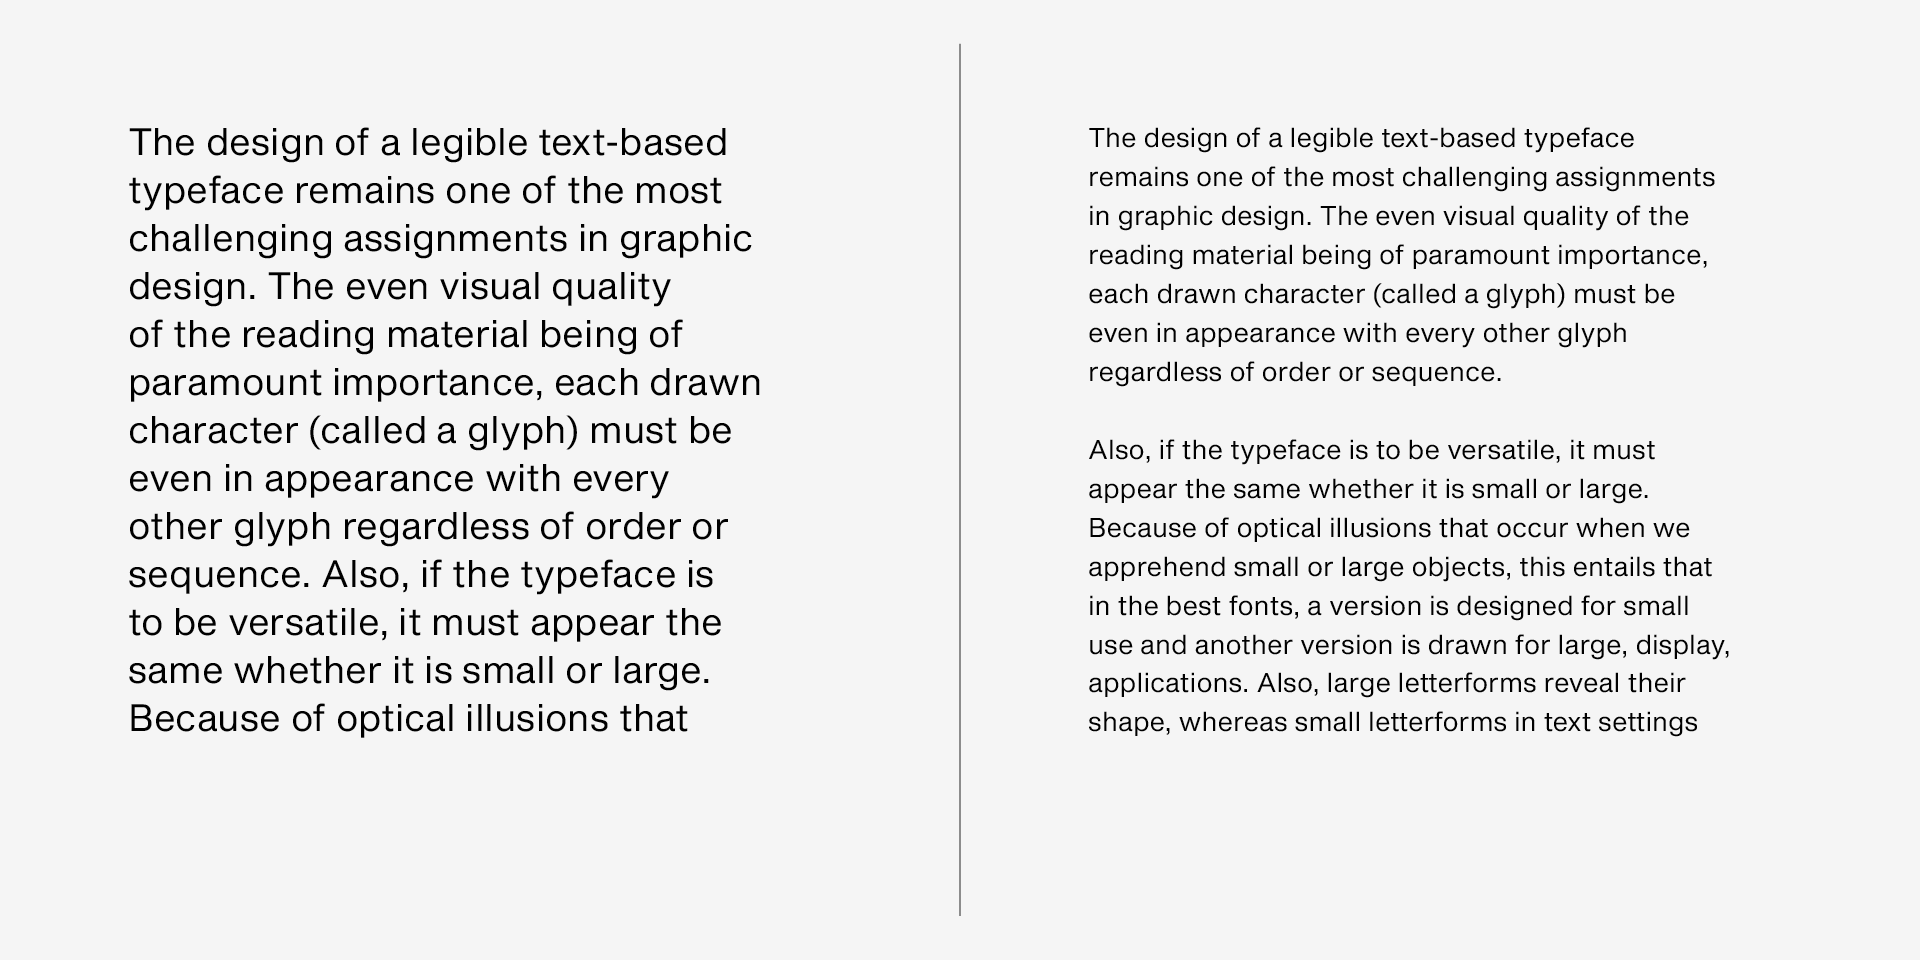 The design of a legible text-based
typeface remains one of the most
challenging assignments in graphic
design. The even visual quality
of the reading material being of
paramount importance, each drawn
character (called a glyph) must be
even in appearance with every
other glyph regardless of order or
sequence. Also, if the typeface is
to be versatile, it must appear the
same whether it is small or large.
Because of optical illusions that
The design of a legible text-based typeface
remains one of the most challenging assignments
in graphic design. The even visual quality of the
reading material being of paramount importance,
each drawn character (called a glyph) must be
even in appearance with every other glyph
regardless of order or sequence.
Also, if the typeface is to be versatile, it must
appear the same whether it is small or large.
Because of optical illusions that occur when we
apprehend small or large objects, this entails that
in the best fonts, a version is designed for small
use and another version is drawn for large, display,
applications. Also, large letterforms reveal their
shape, whereas small letterforms in text settings